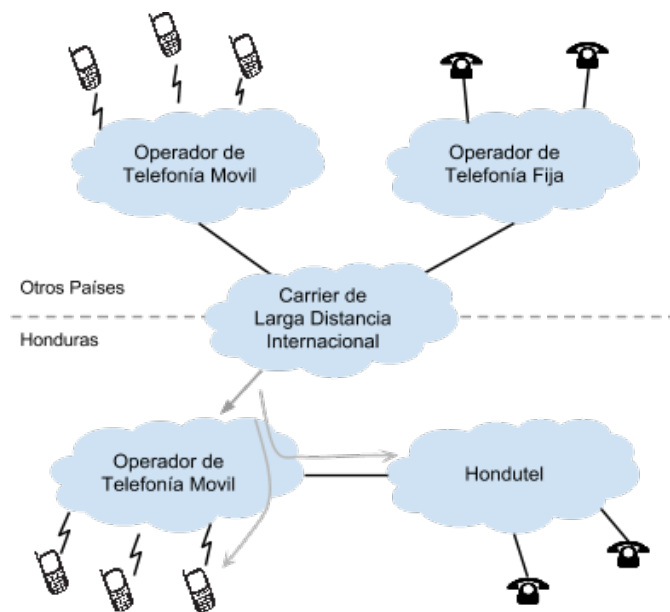 Operador de
Telefonía Movil
Operador de
Telefonía Fija
Otros Países
Carrier de
Larga Distancia
Internacional
Honduras
Operador de
Telefonía Movil
Hondutel